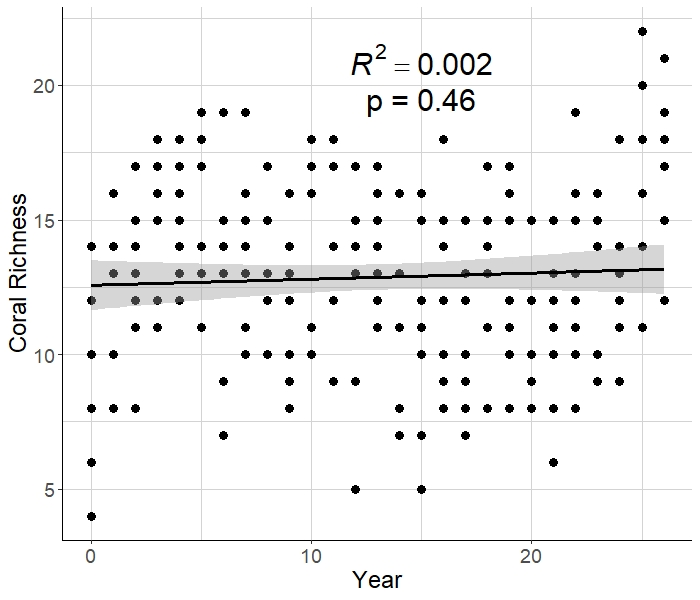 R² = 0.002
p = 0.46
20
15
10
5
Coral Richness
0 10 20
Year